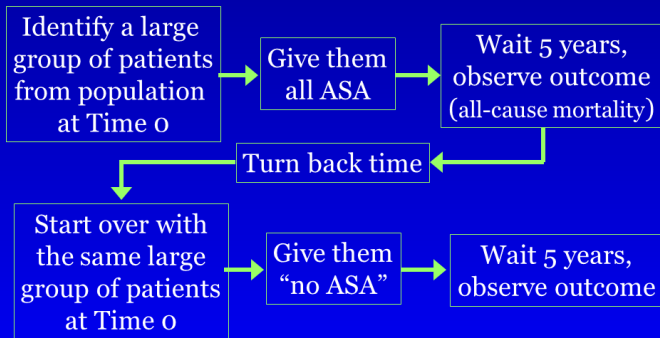 Identify a large
group of patients
from population
at Time 0
Give them
all ASA
Wait 5 years,
observe outcome
(all-cause mortality)
Turn back time
Start over with
the same large
group of patients
at Time 0
Give them
“no ASA”
Wait 5 years,
observe outcome